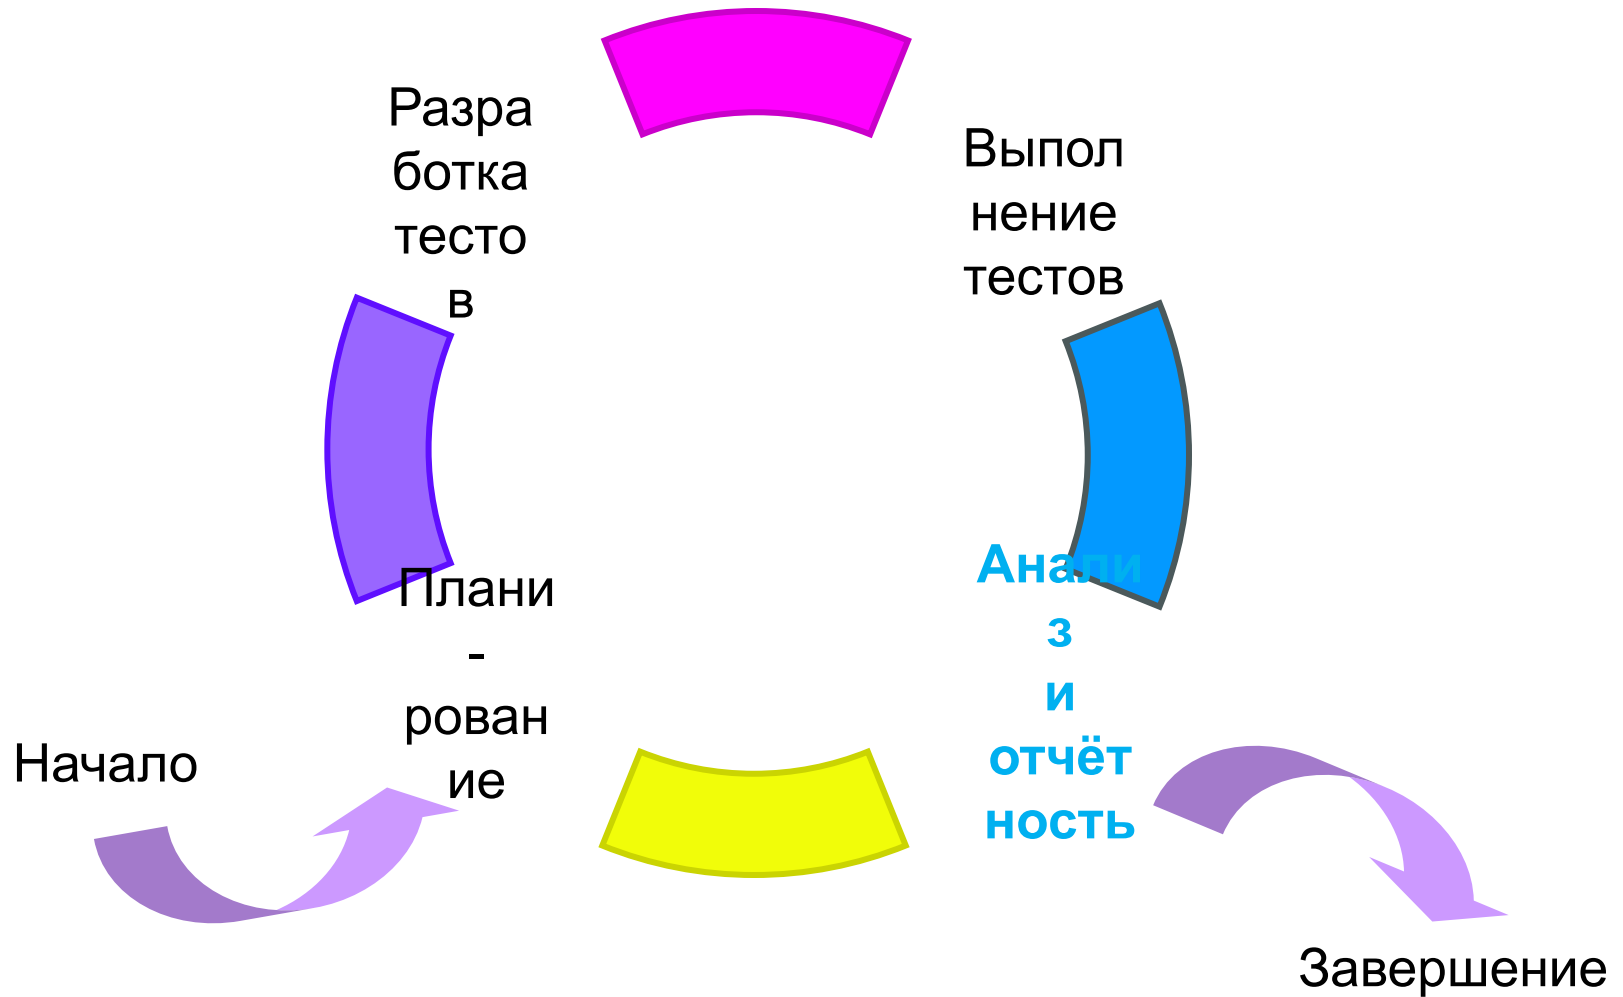 Разра
ботка
тесто
в
Выпол
нение
тестов
Плани
-
рован
ие
Анали
з
и
отчёт
ность
Начало
Завершение